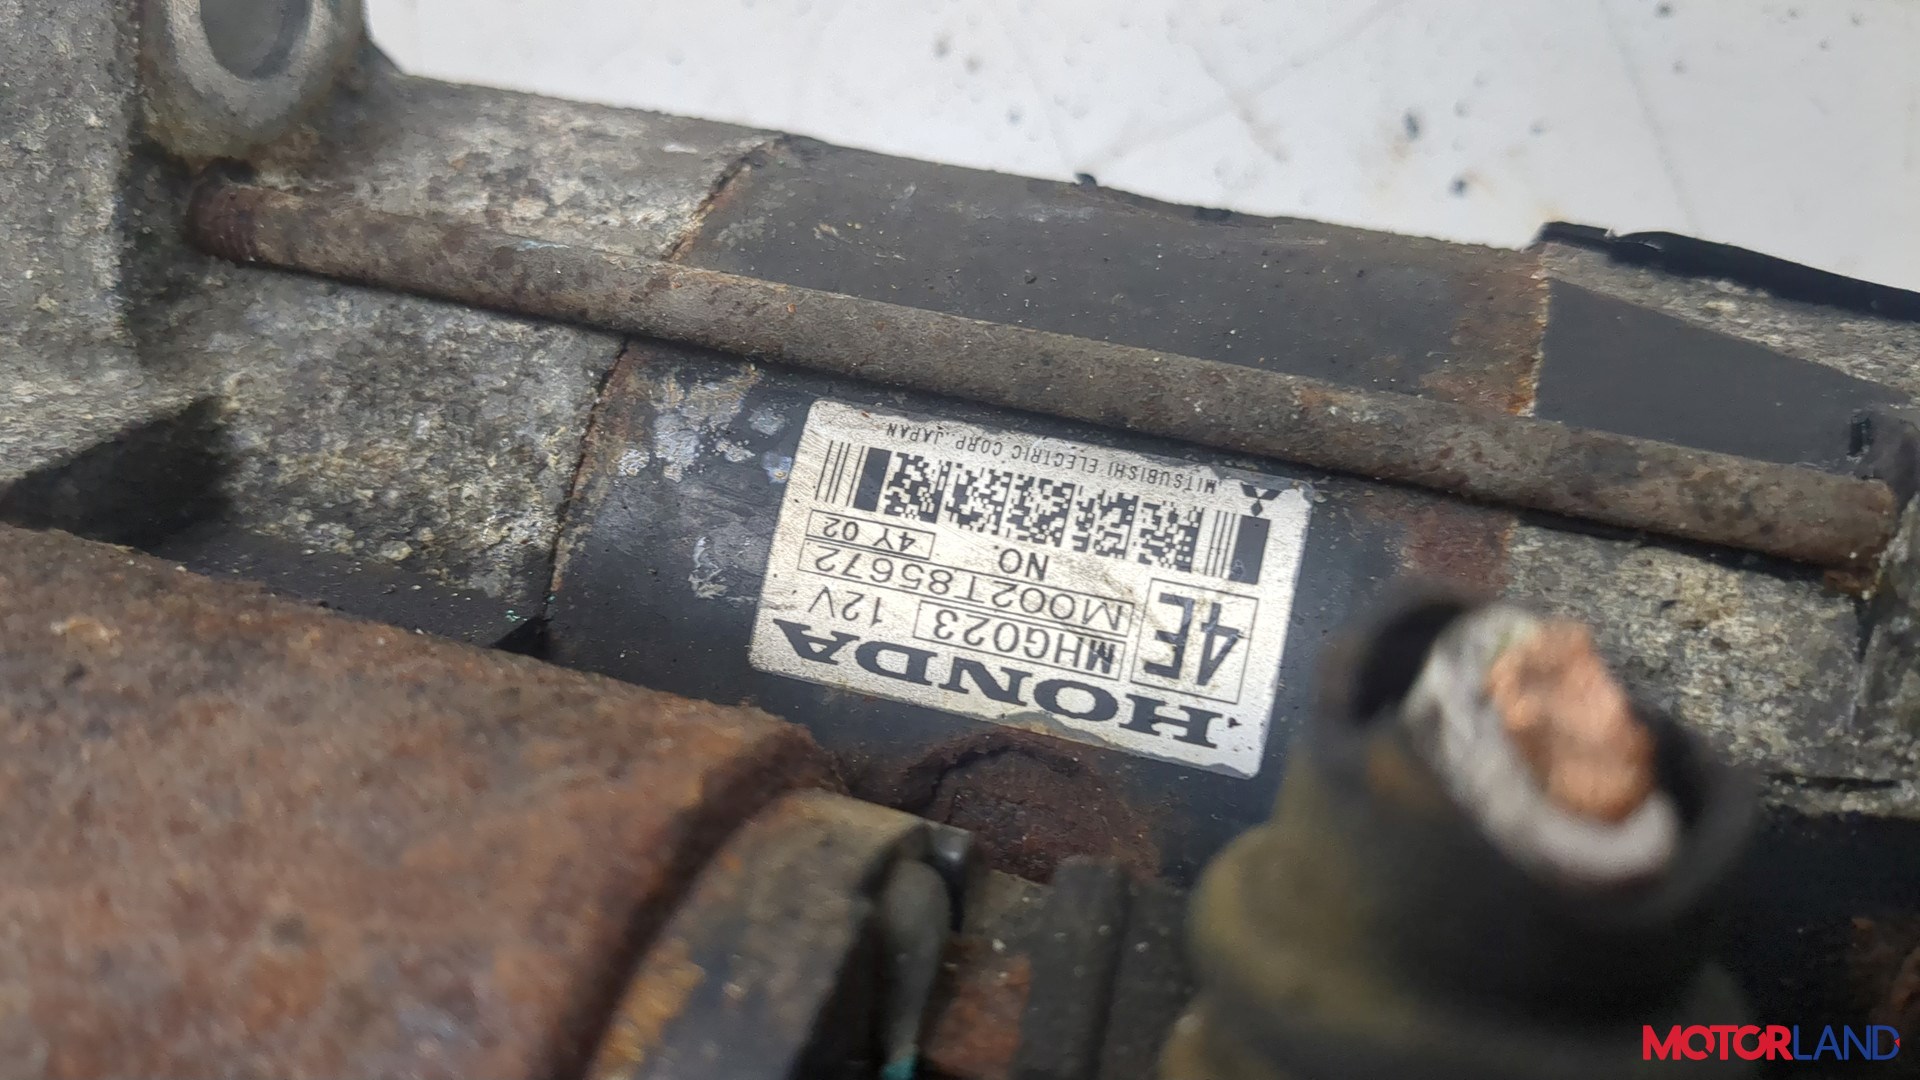 HONDA
4E
MHG023 12V
M002T85672
NO. 4Y 02
MITSUBISHI ELECTRIC CORP. JAPAN
MOTORLAND